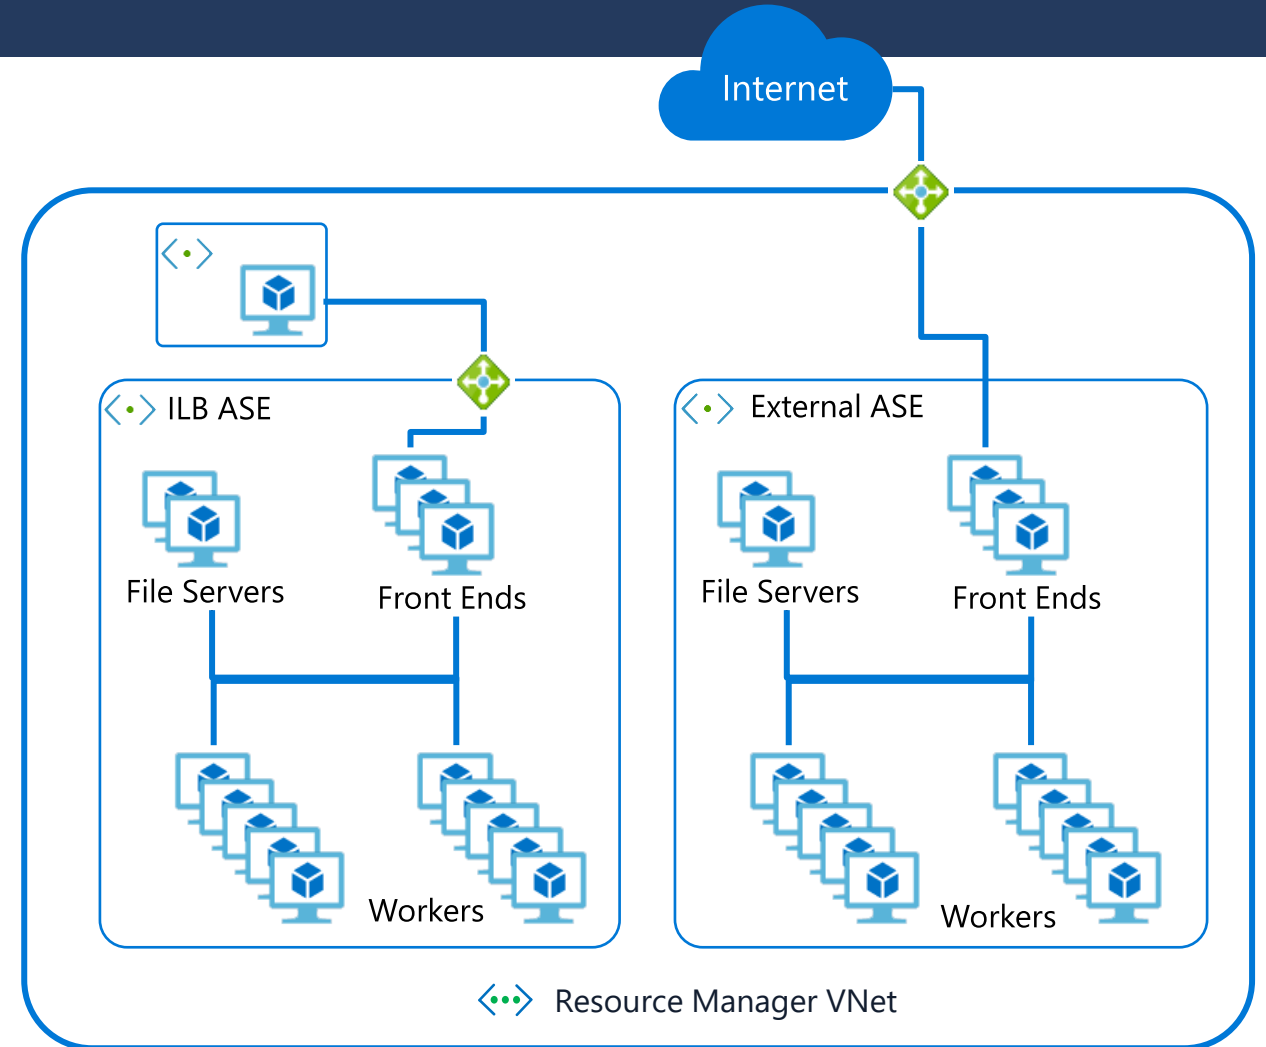 Internet
ILB ASE
External ASE
File Servers
Front Ends
File Servers
Front Ends
Workers
Workers
Resource Manager VNet